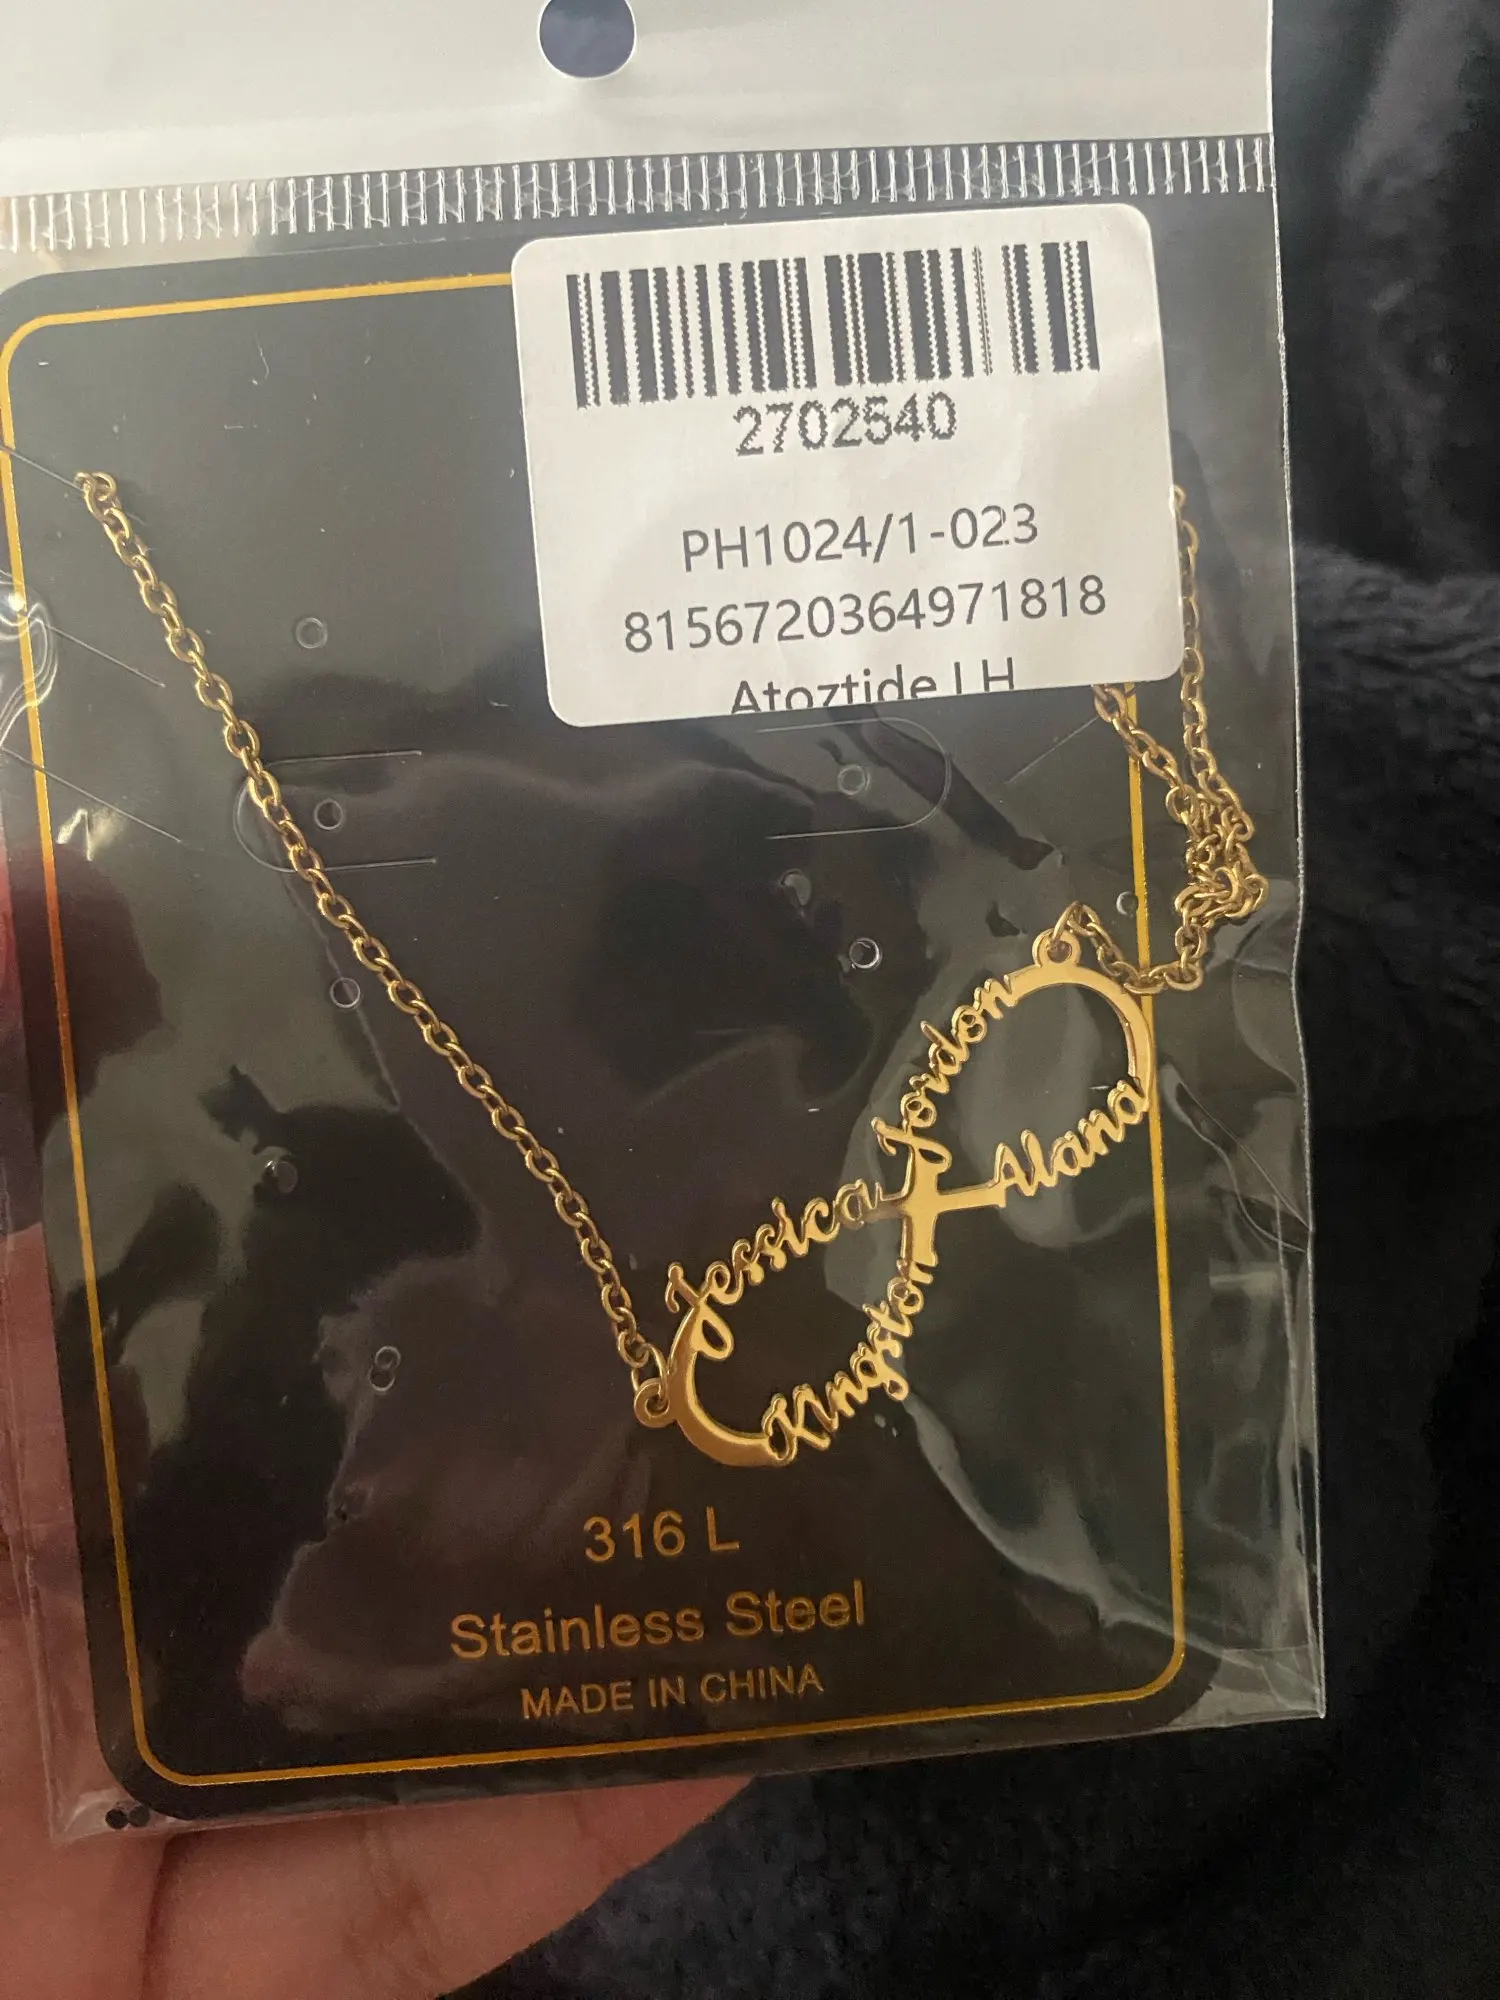 2702540
PH1024/1-023
8156720364971818
Atoztide LH
Jessica Jordon
Kingston Alana
316 L
Stainless Steel
MADE IN CHINA